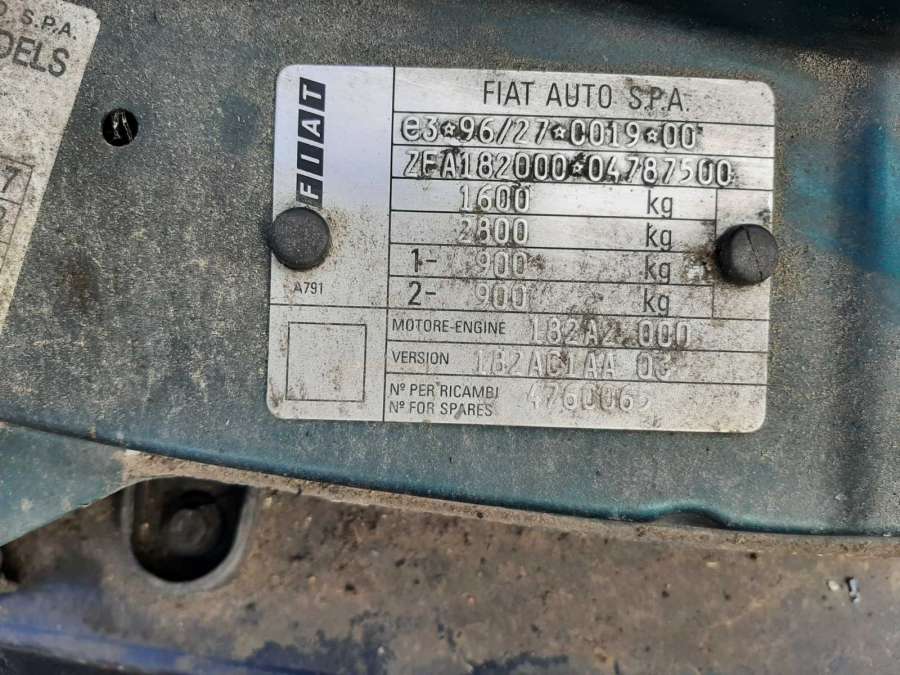 O. S.P.A.
DELS
7
FIAT
FIAT AUTO S.P.A.
e3*96/27*0019*00
ZFA182000*04787500
1600 kg
2800 kg
1- 900 kg
2- 900 kg
A791
MOTORE-ENGINE 182A2 000
VERSION 182AC1AA
Nº PER RICAMBI
Nº FOR SPARES